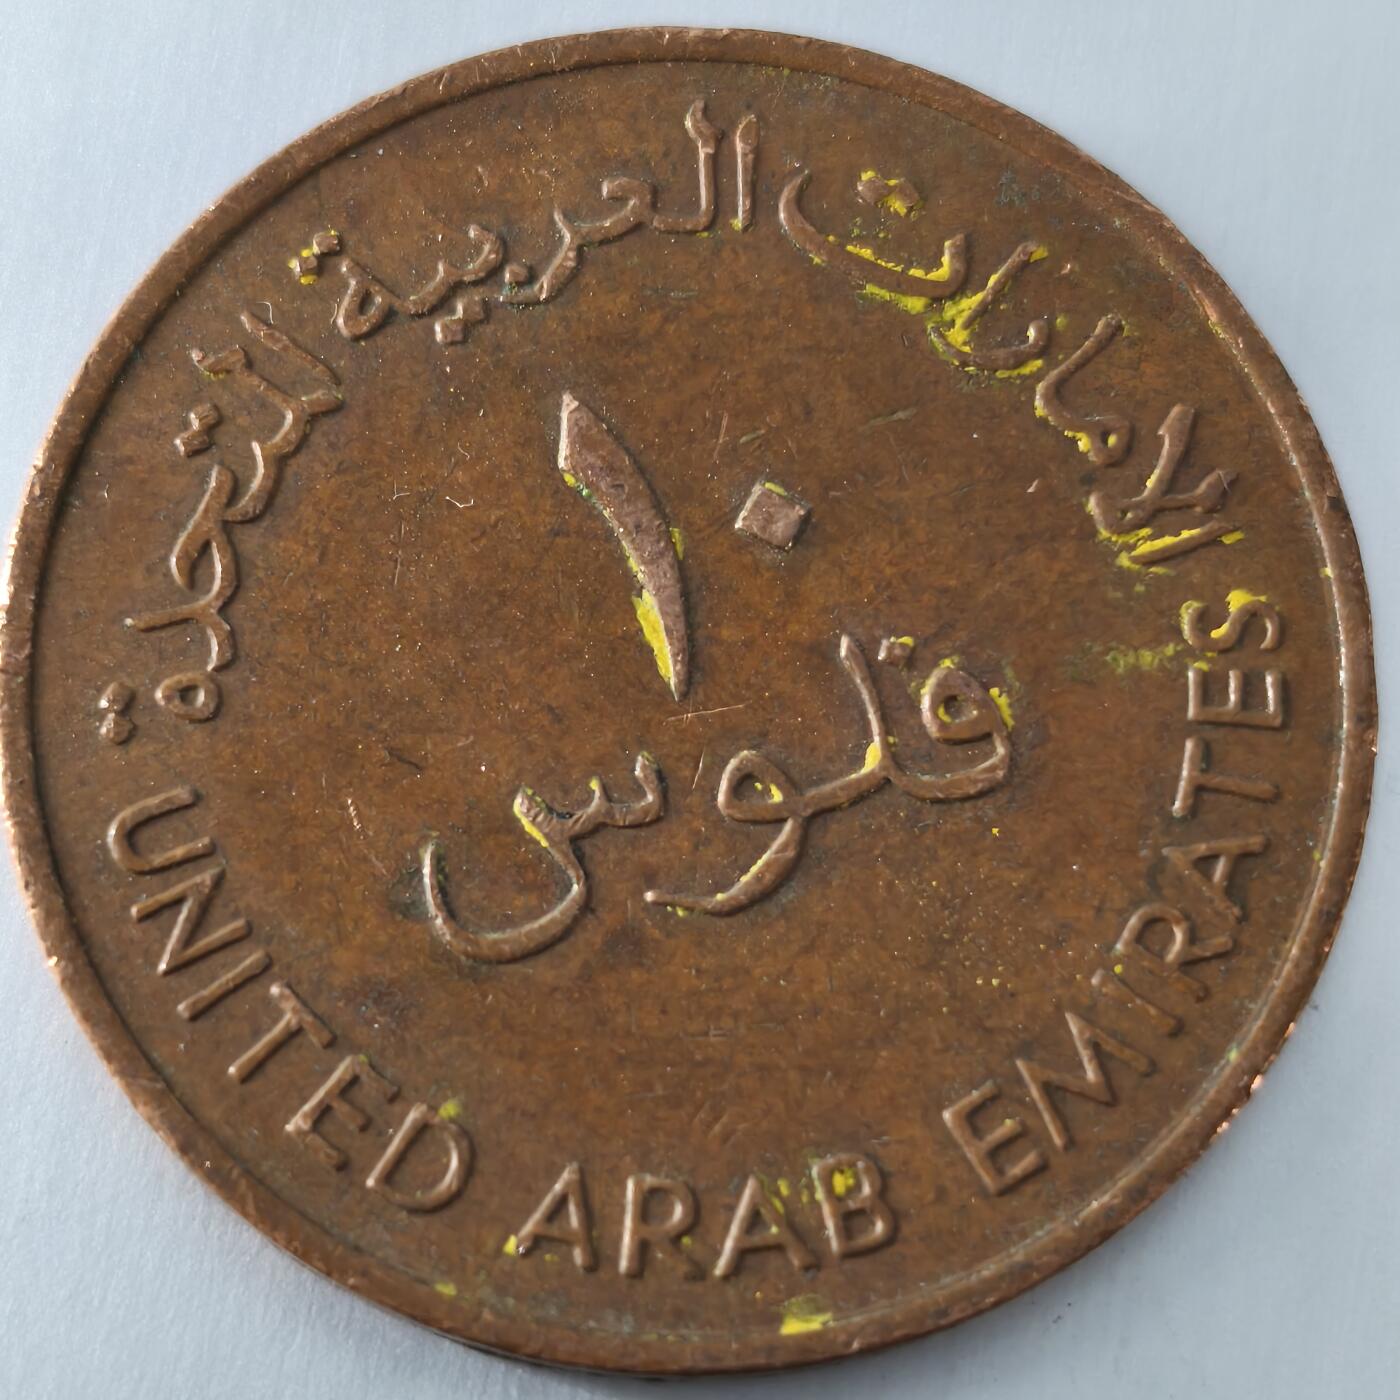 الإمارات العربية المتحدة
١٠
فلوس
UNITED ARAB EMIRATES